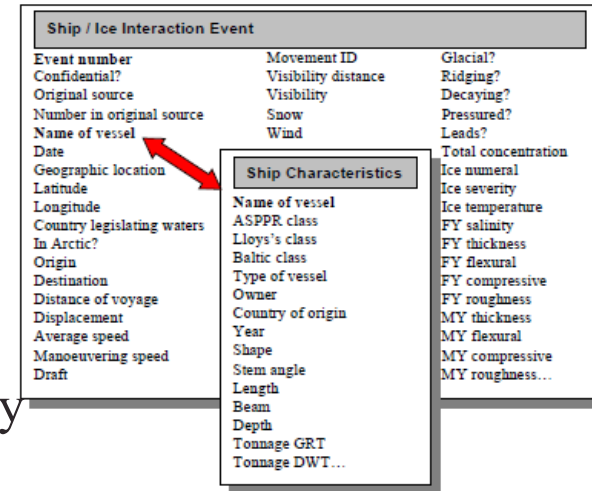 Ship / Ice Interaction Event
Event number
Confidential?
Original source
Number in original source
Name of vessel
Date
Geographic location
Latitude
Longitude
Country legislating waters
In Arctic?
Origin
Destination
Distance of voyage
Displacement
Average speed
Manoeuvering speed
Draft
Movement ID
Visibility distance
Visibility
Snow
Wind
Glacial?
Ridging?
Decaying?
Pressured?
Leads?
Total concentration
Ice numeral
Ice severity
Ice temperature
FY salinity
FY thickness
FY flexural
FY compressive
FY roughness
MY thickness
MY flexural
MY compressive
MY roughness…
Ship Characteristics
Name of vessel
ASPPR class
Lloys's class
Baltic class
Type of vessel
Owner
Country of origin
Year
Shape
Stem angle
Length
Beam
Depth
Tonnage GRT
Tonnage DWT…
y